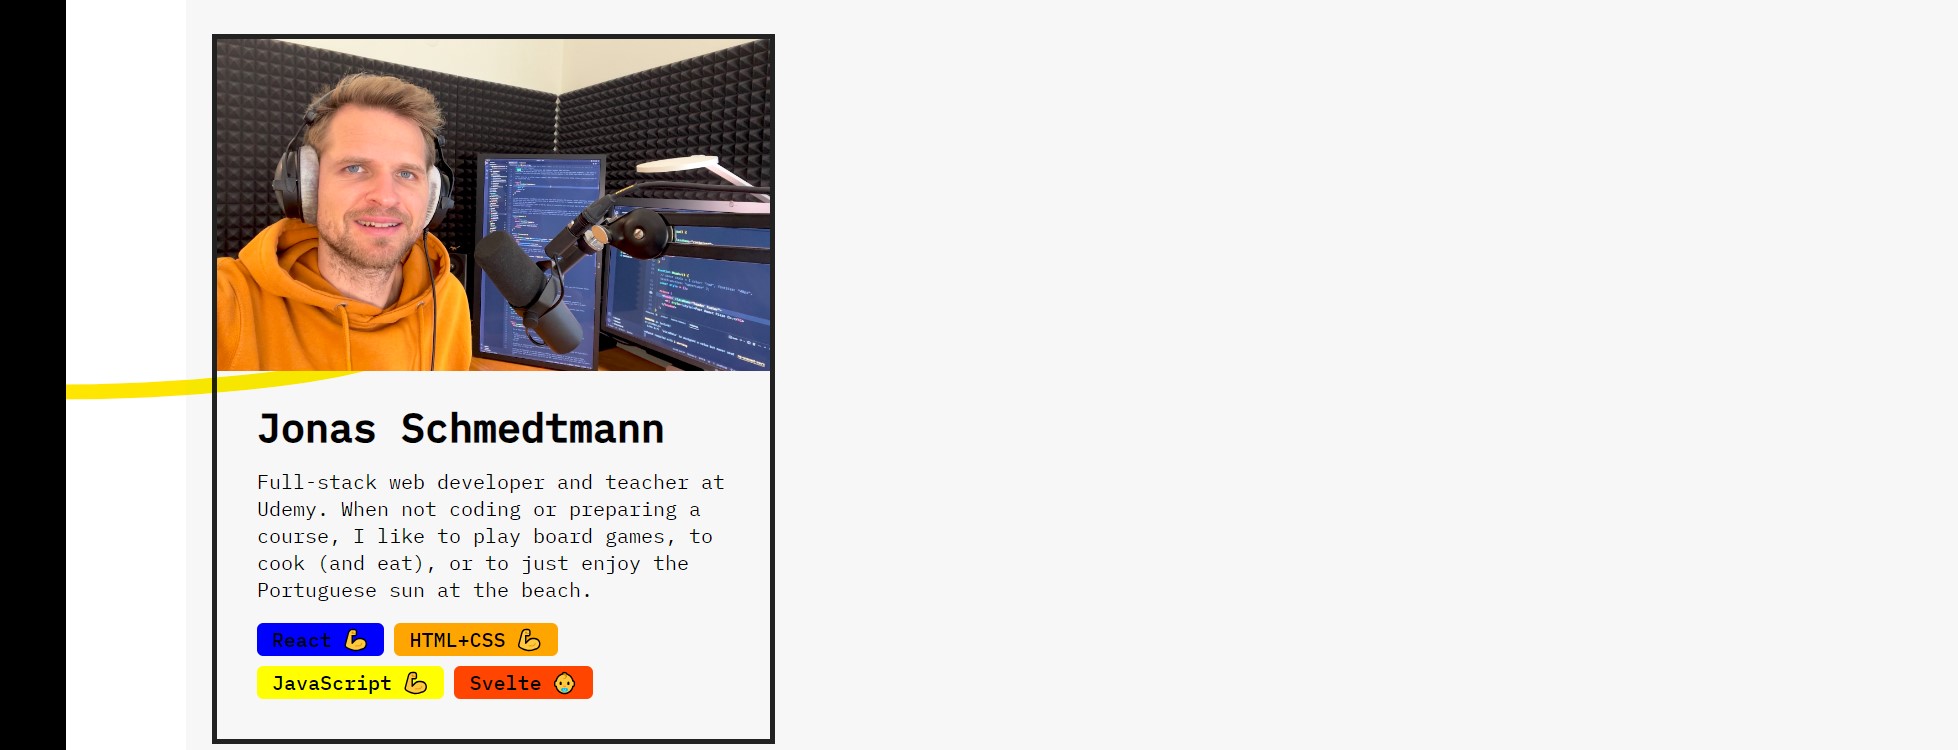 Jonas Schmedtmann
Full-stack web developer and teacher at
Udemy. When not coding or preparing a
course, I like to play board games, to
cook (and eat), or to just enjoy the
Portuguese sun at the beach.
React 💪 HTML+CSS 💪
JavaScript 💪 Svelte 👶